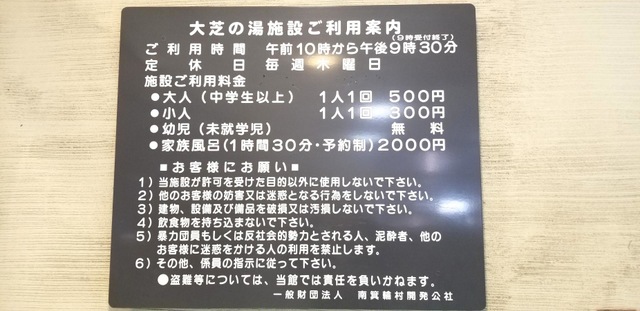 大芝の湯施設ご利用案内
(9時受付終了)
ご利用時間　午前10時から午後9時30分
定　休　日　毎週木曜日
施設ご利用料金
●大人（中学生以上）　1人1回　500円
●小人　1人1回　300円
●幼児（未就学児）　無　料
●家族風呂(1時間30分・予約制)2000円
■お客様にお願い■
1）当施設が許可を受けた目的以外に使用しないで下さい。
2）他のお客様の妨害又は迷惑となる行為をしないで下さい。
3）建物、設備及び備品を破損又は汚損しないで下さい。
4）飲食物を持ち込まないで下さい。
5）暴力団員もしくは反社会的勢力とされる人、泥酔者、他の
お客様に迷惑をかける人の利用を禁止します。
6）その他、係員の指示に従って下さい。
●盗難等については、当館では責任を負いかねます。
一般財団法人　南箕輪村開発公社